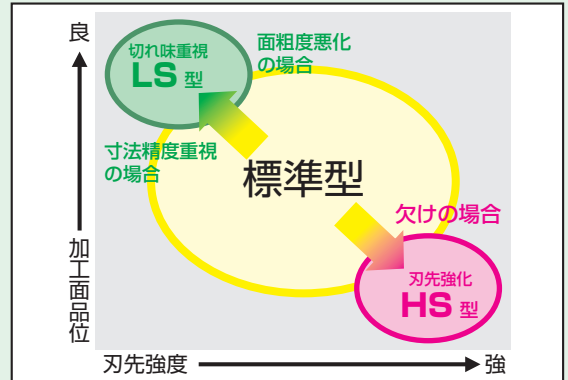 良
切れ味重視
LS 型
面粗度悪化
の場合
寸法精度重視
の場合
標準型
欠けの場合
刃先強化
HS 型
加工面品位
刃先強度
強